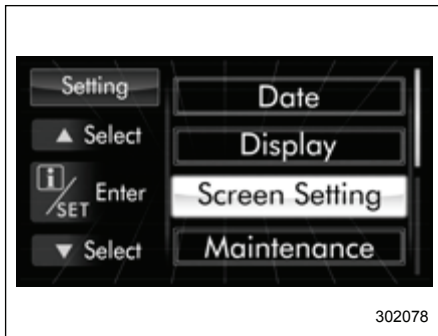 Setting
▲ Select
i/SET Enter
▼ Select
Date
Display
Screen Setting
Maintenance
302078